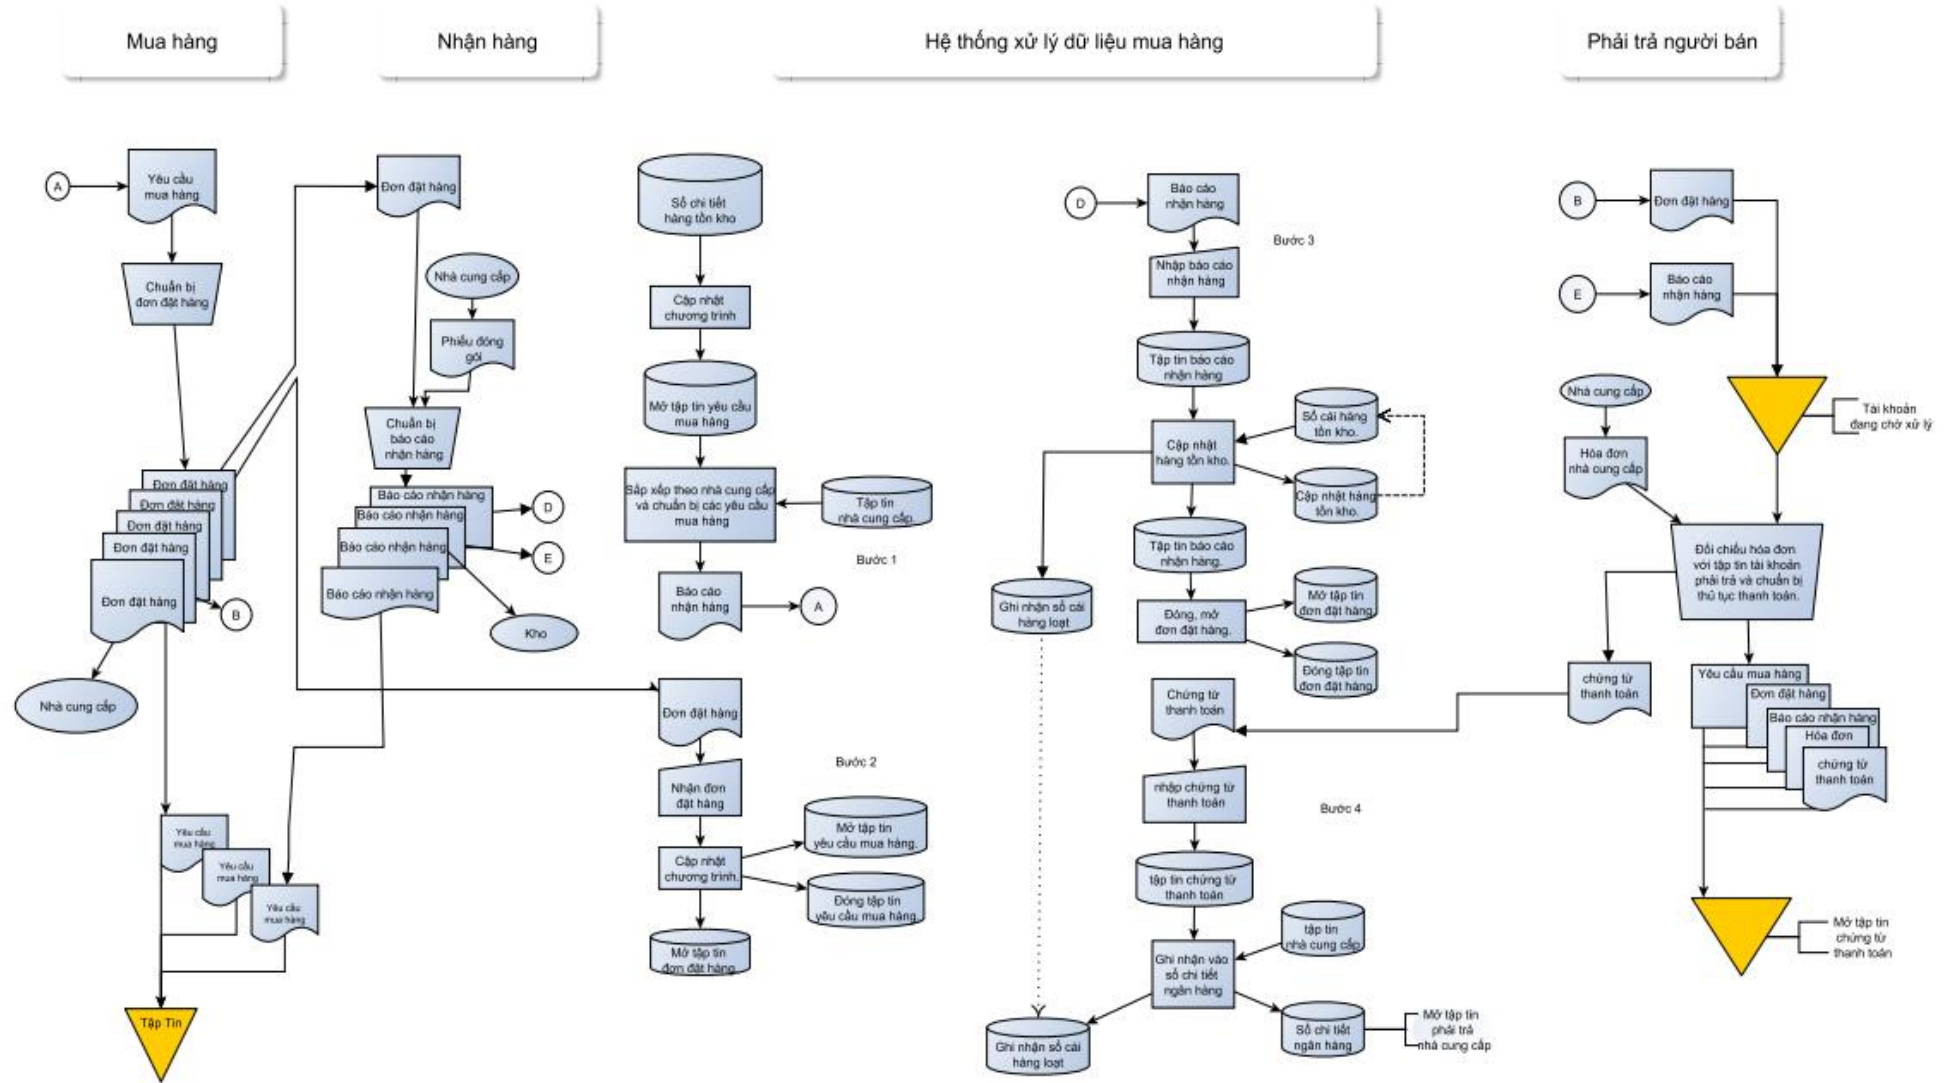 Mua hàng
Nhận hàng
Hệ thống xử lý dữ liệu mua hàng
Phải trả người bán
A
Yêu cầu
mua hàng
Chuẩn bị
đơn đặt hàng
Đơn đặt hàng
Đơn đặt hàng
Đơn đặt hàng
Đơn đặt hàng
Đơn đặt hàng
B
Nhà cung cấp
Yêu cầu
mua hàng
Yêu cầu
mua hàng
Yêu cầu
mua hàng
Tập Tin
Đơn đặt hàng
Nhà cung cấp
Phiếu đóng
gói
Chuẩn bị
báo cáo
nhận hàng
Báo cáo nhận hàng
Báo cáo nhận hàng
Báo cáo nhận hàng
Báo cáo nhận hàng
D
E
Kho
Sổ chi tiết
hàng tồn kho
Cập nhật
chương trình
Mở tập tin yêu cầu
mua hàng
Sắp xếp theo nhà cung cấp
và chuẩn bị các yêu cầu
mua hàng
Tập tin
nhà cung cấp.
Bước 1
Báo cáo
nhận hàng
A
Đơn đặt hàng
Bước 2
Nhận đơn
đặt hàng
Cập nhật
chương trình.
Mở tập tin
yêu cầu mua hàng.
Đóng tập tin
yêu cầu mua hàng.
Mở tập tin
đơn đặt hàng.
D
Báo cáo
nhận hàng
Bước 3
Nhập báo cáo
nhận hàng
Tập tin báo cáo
nhận hàng
Cập nhật
hàng tồn kho.
Sổ cái hàng
tồn kho.
Cập nhật hàng
tồn kho.
Tập tin báo cáo
nhận hàng.
Ghi nhận sổ cái
hàng loạt
Đóng, mở
đơn đặt hàng.
Mở tập tin
đơn đặt hàng
Đóng tập tin
đơn đặt hàng
Chứng từ
thanh toán
nhập chứng từ
thanh toán
Bước 4
tập tin chứng từ
thanh toán
tập tin
nhà cung cấp
Ghi nhận vào
sổ chi tiết
ngân hàng
Sổ chi tiết
ngân hàng
Mở tập tin
phải trả
nhà cung cấp
Ghi nhận sổ cái
hàng loạt
B
Đơn đặt hàng
E
Báo cáo
nhận hàng
Tài khoản
đang chờ xử lý
Nhà cung cấp
Hóa đơn
nhà cung cấp
Đối chiếu hóa đơn
với tập tin tài khoản
phải trả và chuẩn bị
thủ tục thanh toán.
chứng từ
thanh toán
Yêu cầu mua hàng
Đơn đặt hàng
Báo cáo nhận hàng
Hóa đơn
chứng từ
thanh toán
Mở tập tin
chứng từ
thanh toán